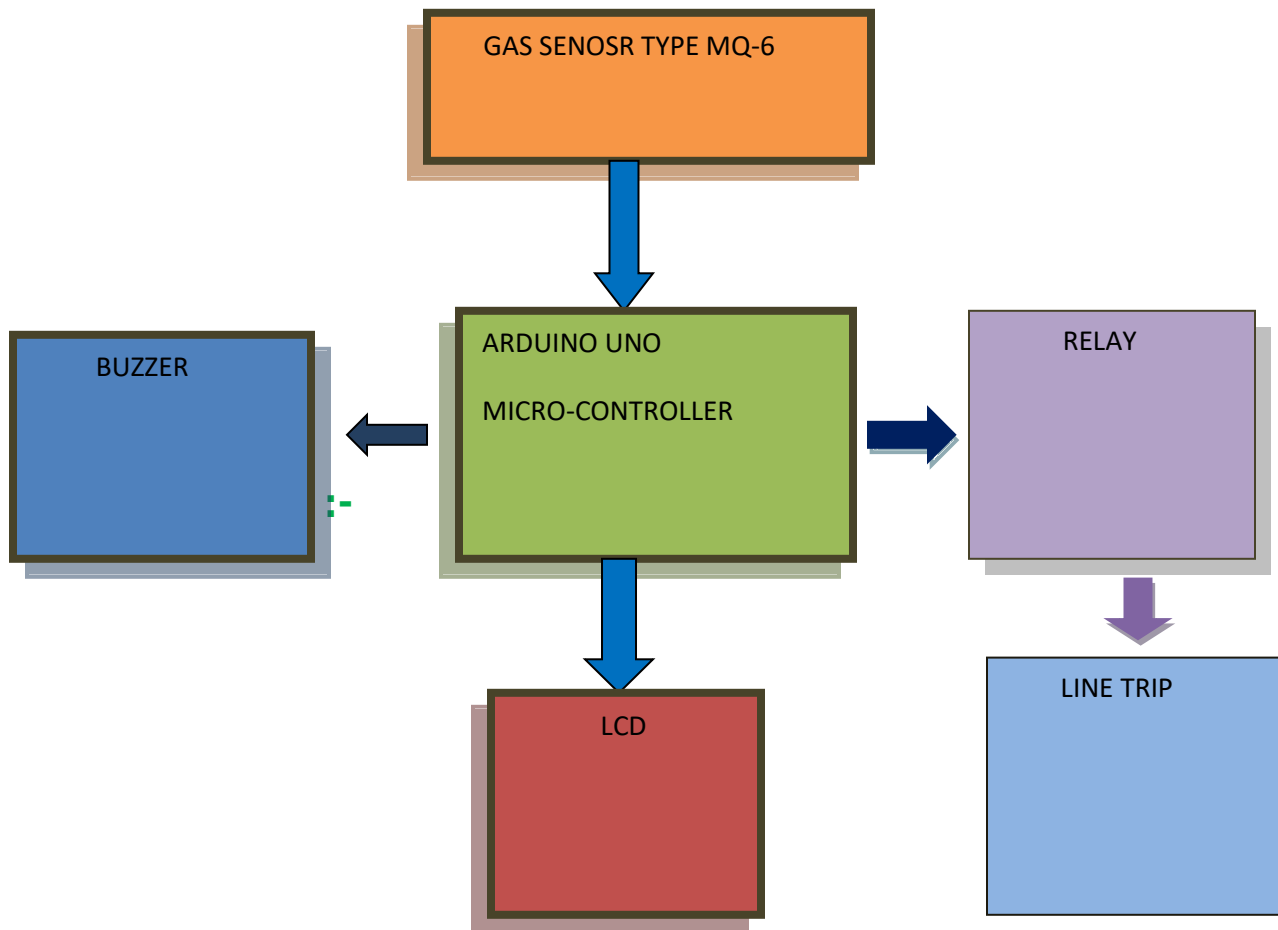 GAS SENOSR TYPE MQ-6
ARDUINO UNO
MICRO-CONTROLLER
BUZZER
RELAY
:-
LINE TRIP
LCD